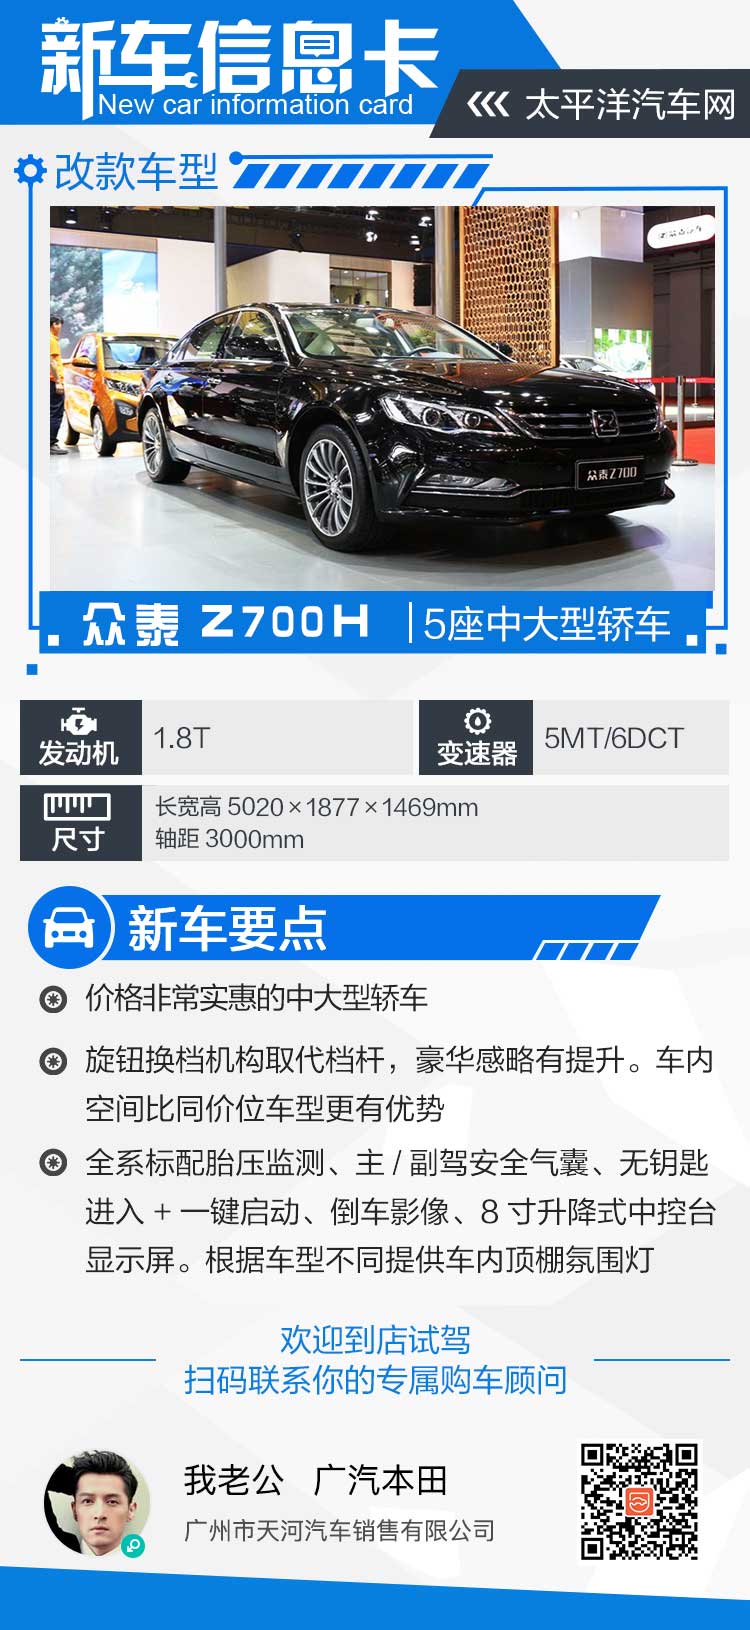 新车信息卡
New car information card
太平洋汽车网
改款车型
众泰Z700
众泰 Z700H
5座中大型轿车
发动机
1.8T
变速器
5MT/6DCT
尺寸
长宽高 5020×1877×1469mm
轴距 3000mm
新车要点
价格非常实惠的中大型轿车
旋钮换档机构取代档杆，豪华感略有提升。车内
空间比同价位车型更有优势
全系标配胎压监测、主/副驾安全气囊、无钥匙
进入+一键启动、倒车影像、8寸升降式中控台
显示屏。根据车型不同提供车内顶棚氛围灯
欢迎到店试驾
扫码联系你的专属购车顾问
我老公 广汽本田
广州市天河汽车销售有限公司